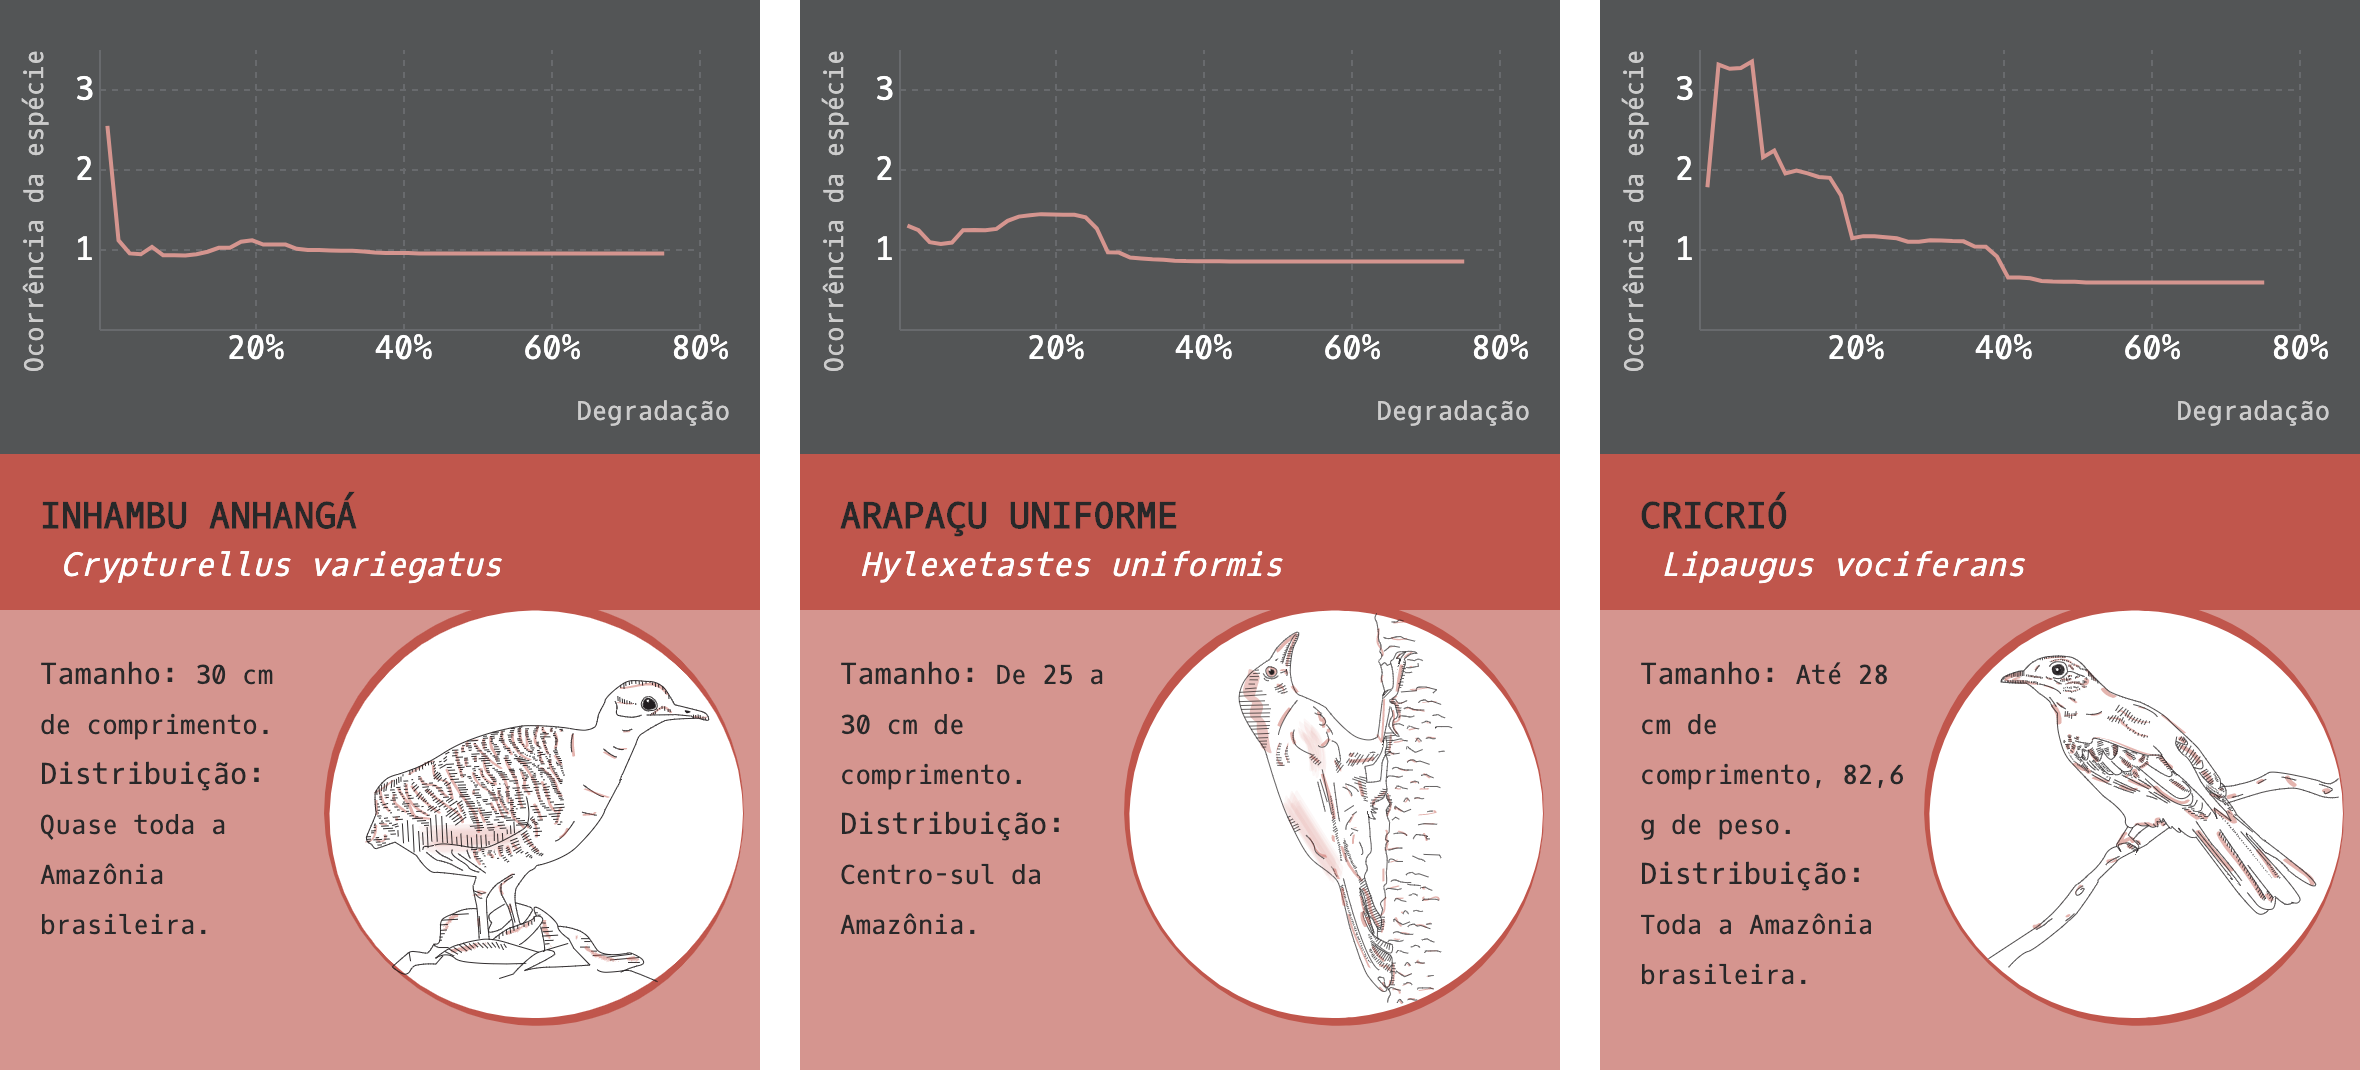 Ocorrência da espécie
3
2
1
20% 40% 60% 80%
Degradação
INHAMBU ANHANGÁ
Crypturellus variegatus
Tamanho: 30 cm
de comprimento.
Distribuição:
Quase toda a
Amazônia
brasileira.
Ocorrência da espécie
3
2
1
20% 40% 60% 80%
Degradação
ARAPAÇU UNIFORME
Hylexetastes uniformis
Tamanho: De 25 a
30 cm de
comprimento.
Distribuição:
Centro-sul da
Amazônia.
Ocorrência da espécie
3
2
1
20% 40% 60% 80%
Degradação
CRICRIÓ
Lipaugus vociferans
Tamanho: Até 28
cm de
comprimento, 82,6
g de peso.
Distribuição:
Toda a Amazônia
brasileira.